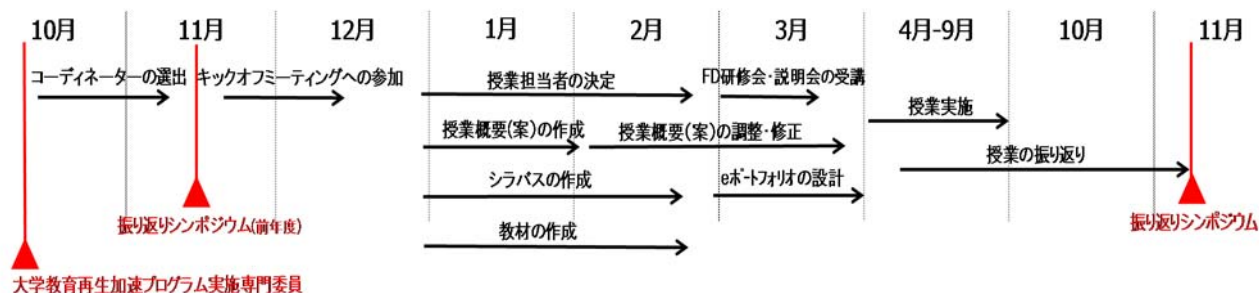 10月
11月
12月
1月
2月
3月
4月-9月
10月
11月
コーディネーターの選出
キックオフミーティングへの参加
授業担当者の決定
FD研修会・説明会の受講
授業実施
授業概要(案)の作成
授業概要(案)の調整・修正
授業の振り返り
シラバスの作成
eポートフォリオの設計
振り返りシンポジウム(前年度)
教材の作成
振り返りシンポジウム
大学教育再生加速プログラム実施専門委員